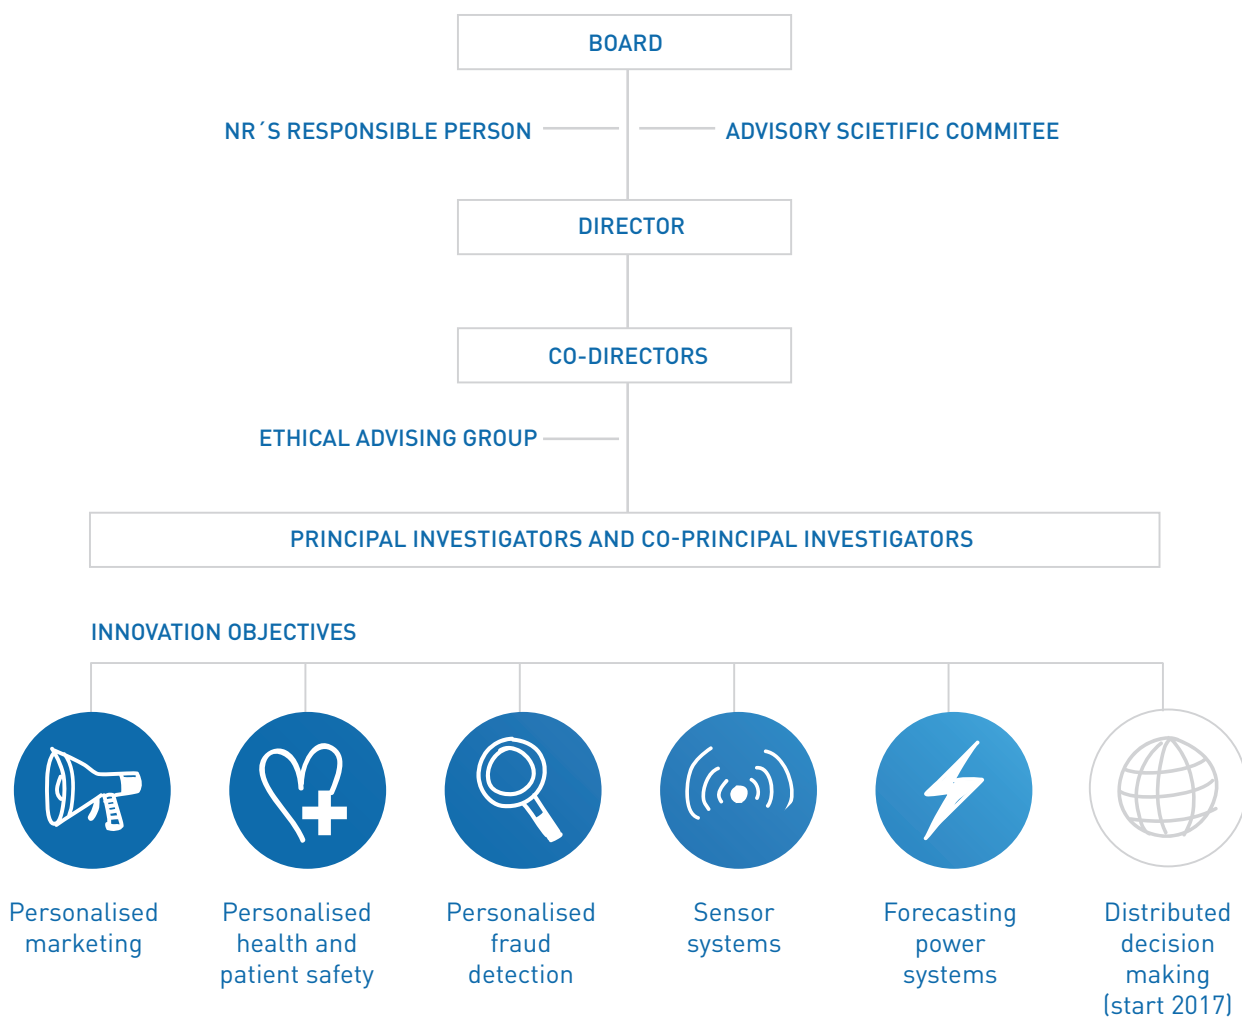 BOARD
NR´S RESPONSIBLE PERSON
ADVISORY SCIETIFIC COMMITEE
DIRECTOR
CO-DIRECTORS
ETHICAL ADVISING GROUP
PRINCIPAL INVESTIGATORS AND CO-PRINCIPAL INVESTIGATORS
INNOVATION OBJECTIVES
Personalised
marketing
Personalised
health and
patient safety
Personalised
fraud
detection
Sensor
systems
Forecasting
power
systems
Distributed
decision
making
(start 2017)